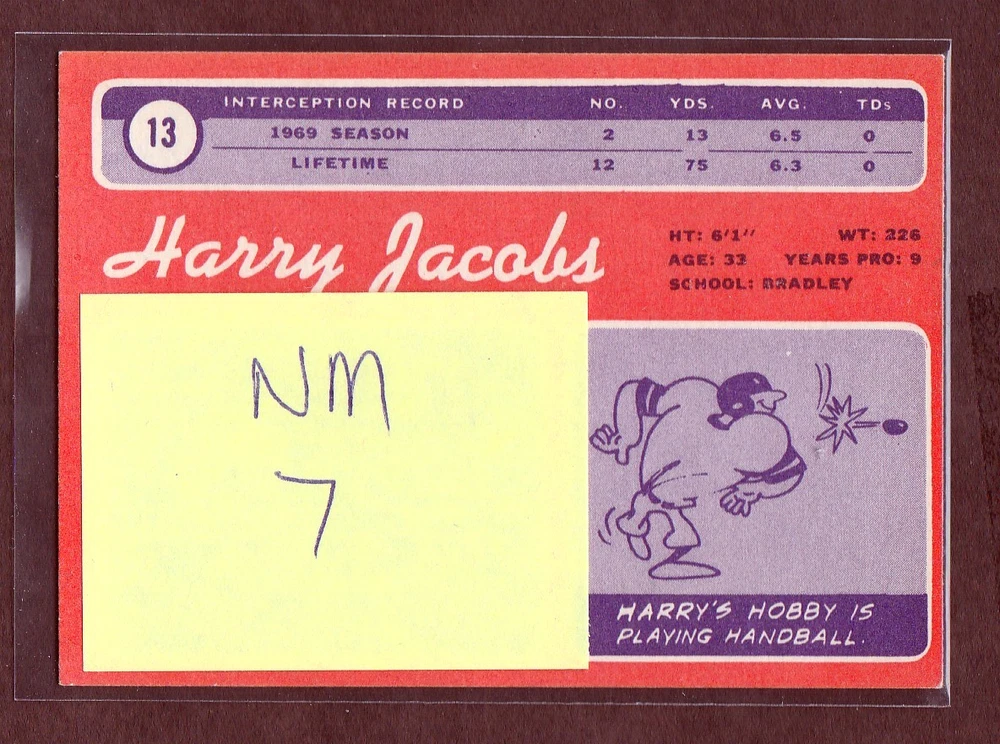 13
INTERCEPTION RECORD NO. YDS. AVG. TDs
1969 SEASON 2 13 6.5 0
LIFETIME 12 75 6.3 0
Harry Jacobs
HT: 6'1" WT: 226
AGE: 33 YEARS PRO: 9
SCHOOL: BRADLEY
NM
7
HARRY'S HOBBY IS
PLAYING HANDBALL.